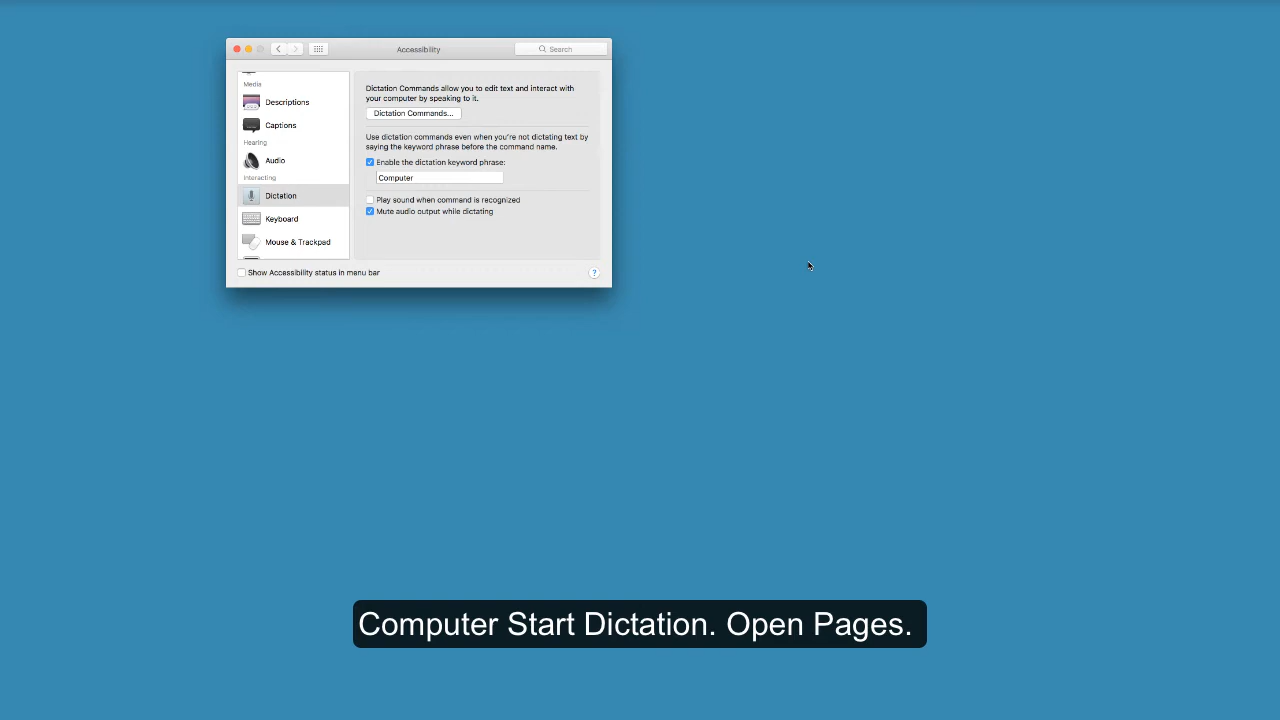 Accessibility
Search
Media
Descriptions
Captions
Hearing
Audio
Interacting
Dictation
Keyboard
Mouse & Trackpad
Dictation Commands allow you to edit text and interact with
your computer by speaking to it.
Dictation Commands...
Use dictation commands even when you're not dictating text by
saying the keyword phrase before the command name.
Enable the dictation keyword phrase:
Computer
Play sound when command is recognized
Mute audio output while dictating
Show Accessibility status in menu bar
?
Computer Start Dictation. Open Pages.